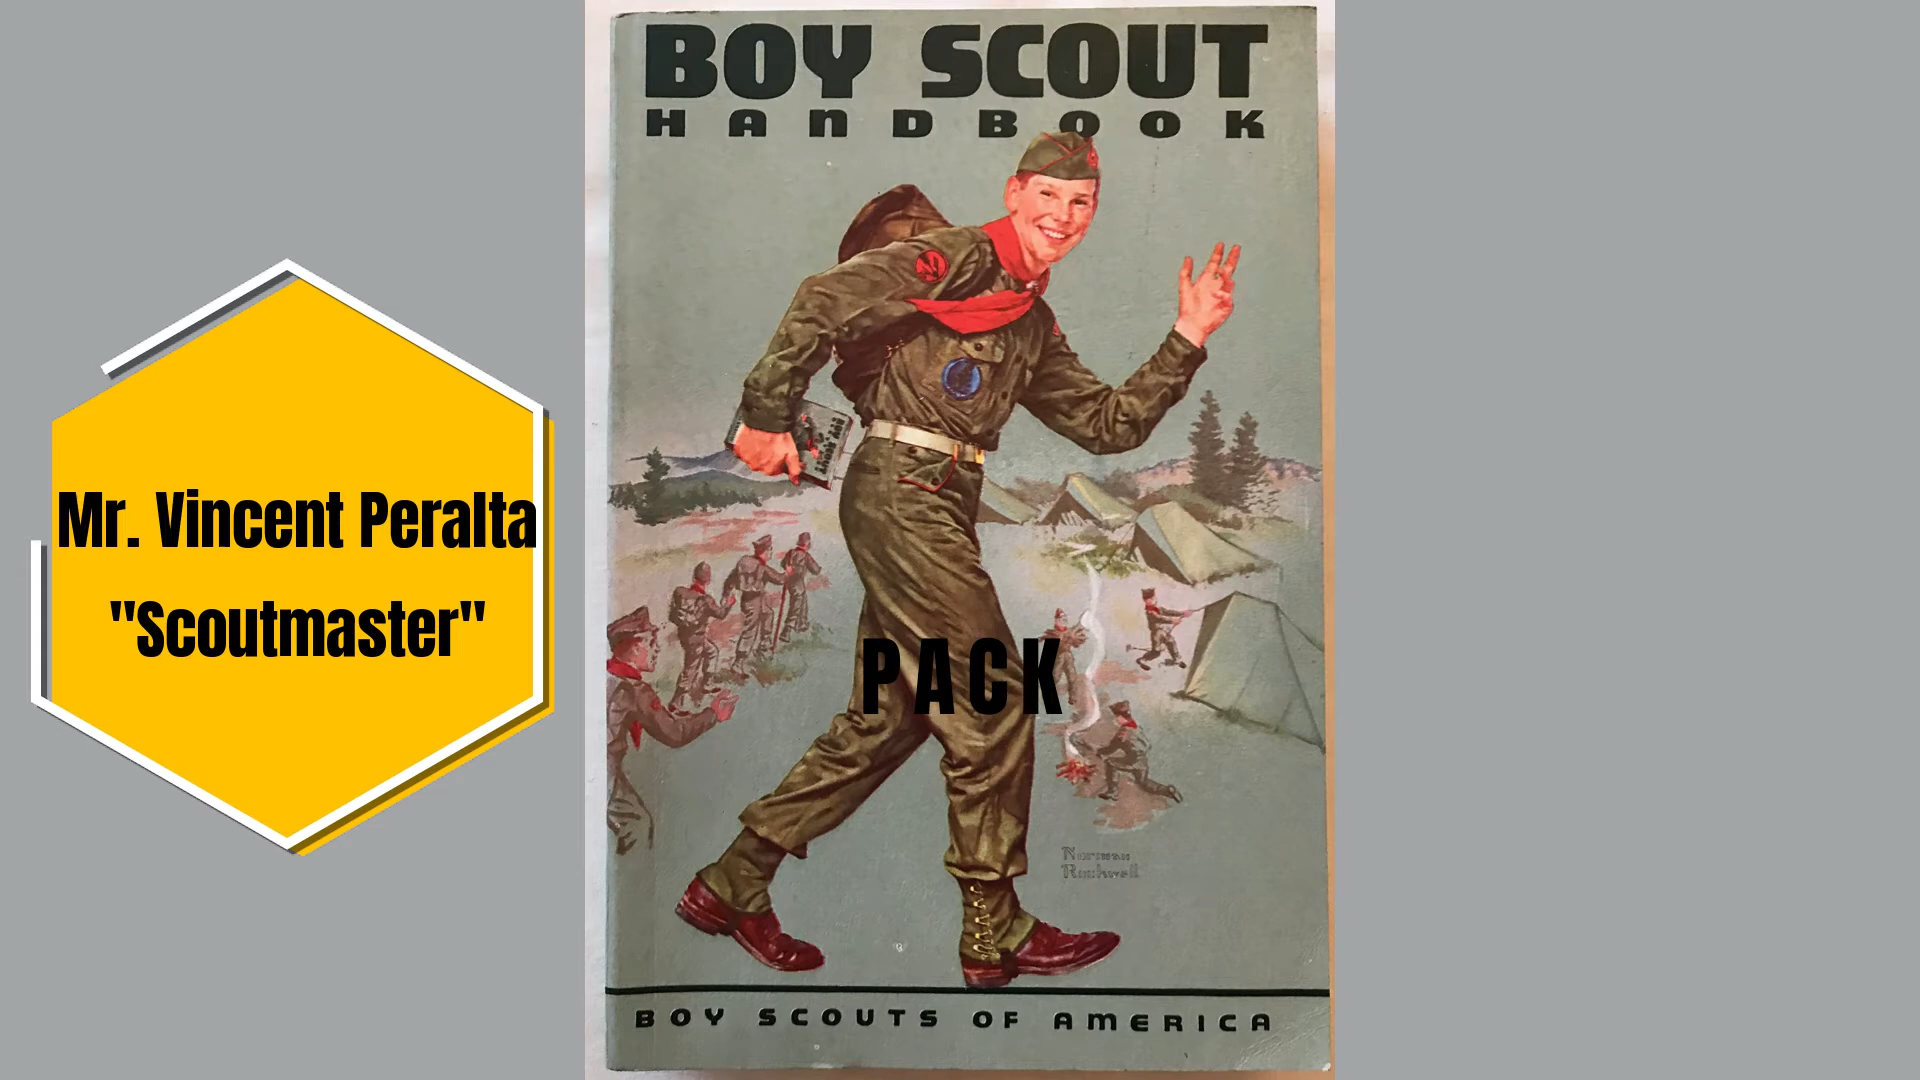 BOY SCOUT
HANDBOOK
Mr. Vincent Peralta
"Scoutmaster"
PACK
Norman
Rockwell
BOY SCOUTS OF AMERICA